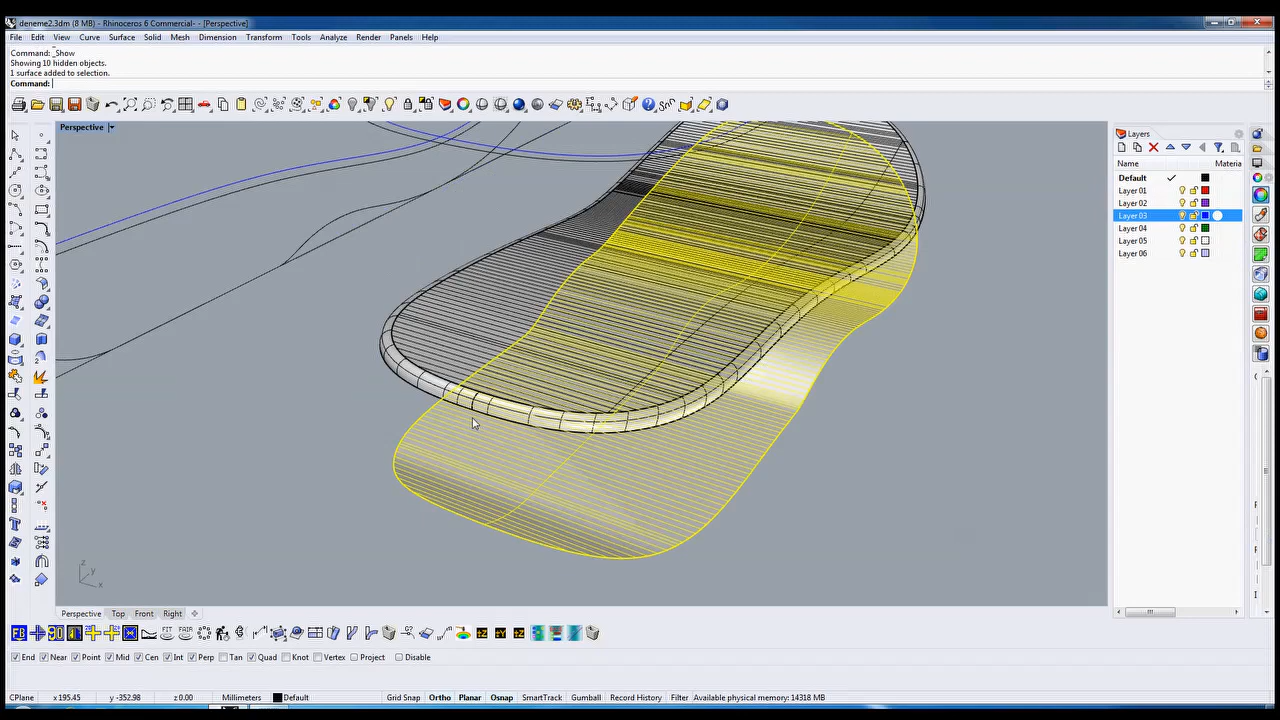 deneme2.3dm (8 MB) - Rhinoceros 6 Commercial- - [Perspective]
File Edit View Curve Surface Solid Mesh Dimension Transform Tools Analyze Render Panels Help
Command: _Show
Showing 10 hidden objects.
1 surface added to selection.
Command:
Perspective
Layers
Name Materia
Default
Layer 01
Layer 02
Layer 03
Layer 04
Layer 05
Layer 06
z
y
x
Perspective Top Front Right
FB 90 FIT FAIR +Z +Y +Z
End Near Point Mid Cen Int Perp Tan Quad Knot Vertex Project Disable
CPlane x 195.45 y -352.98 z 0.00 Millimeters Default Grid Snap Ortho Planar Osnap SmartTrack Gumball Record History Filter Available physical memory: 14318 MB